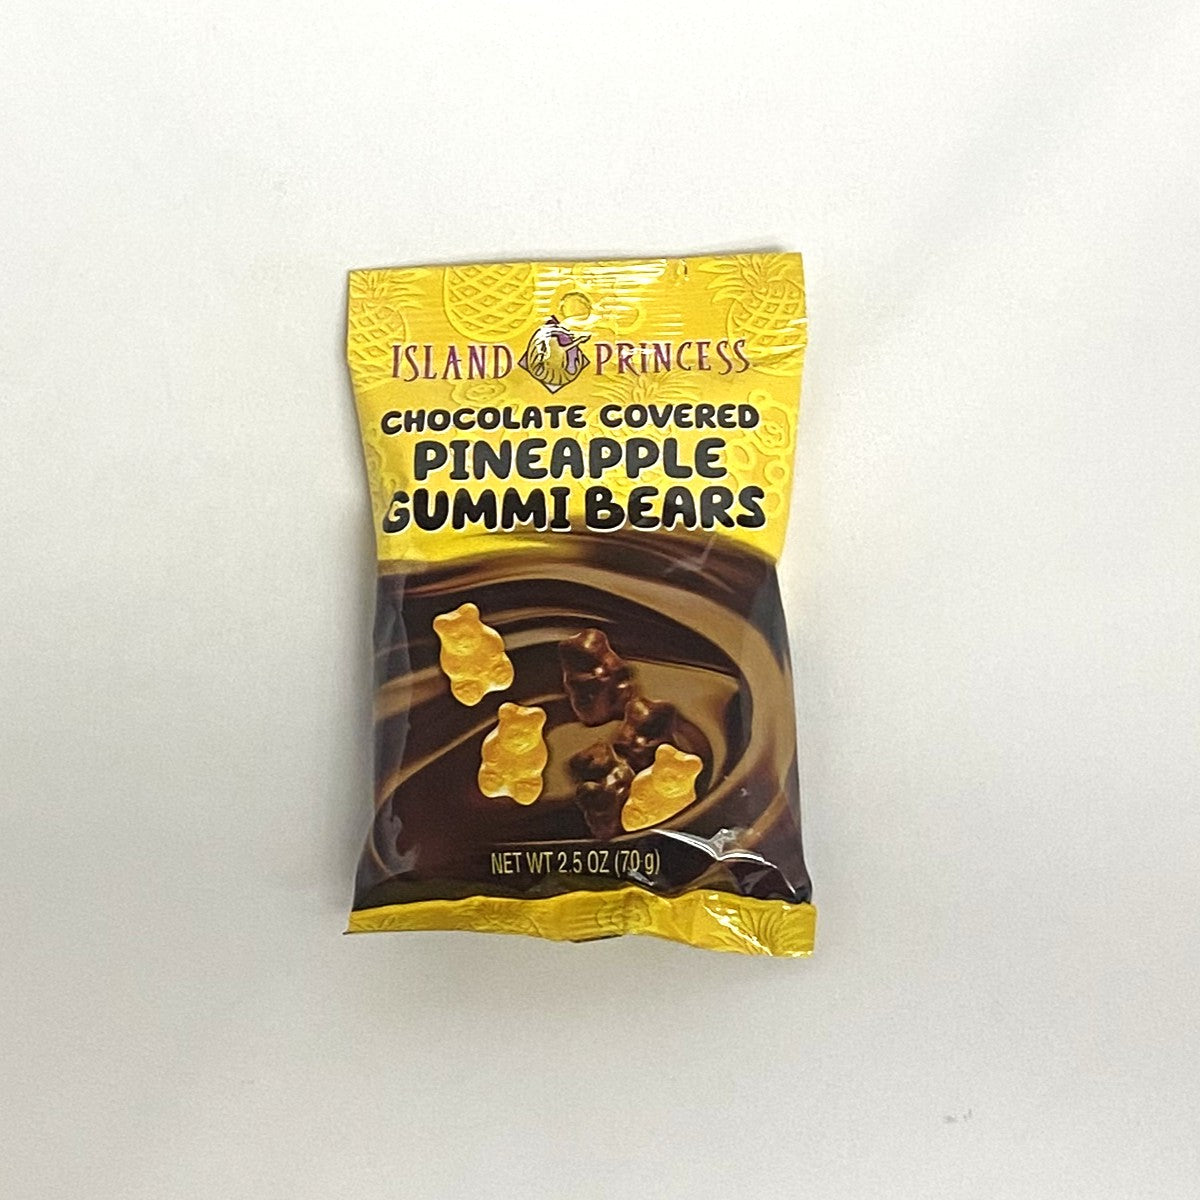 ISLAND PRINCESS
CHOCOLATE COVERED
PINEAPPLE
GUMMI BEARS
NET WT 2.5 OZ (70 g)